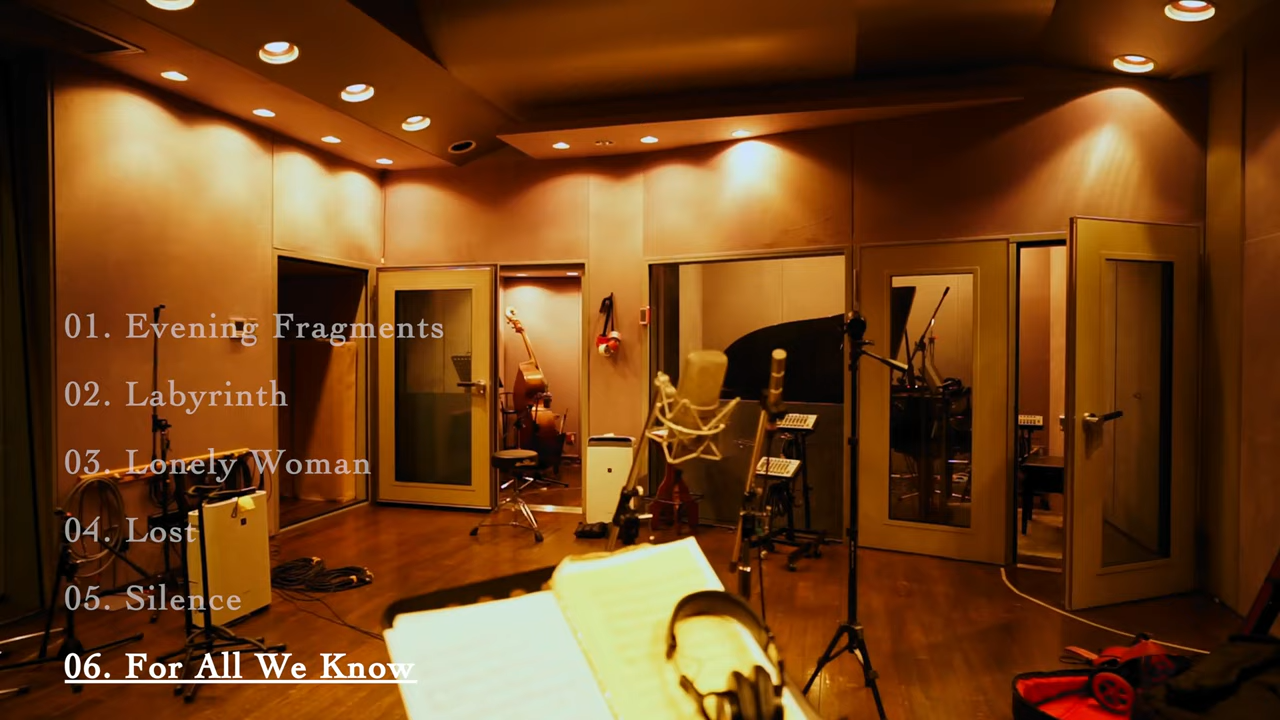 01. Evening Fragments
02. Labyrinth
03. Lonely Woman
04. Lost
05. Silence
06. For All We Know